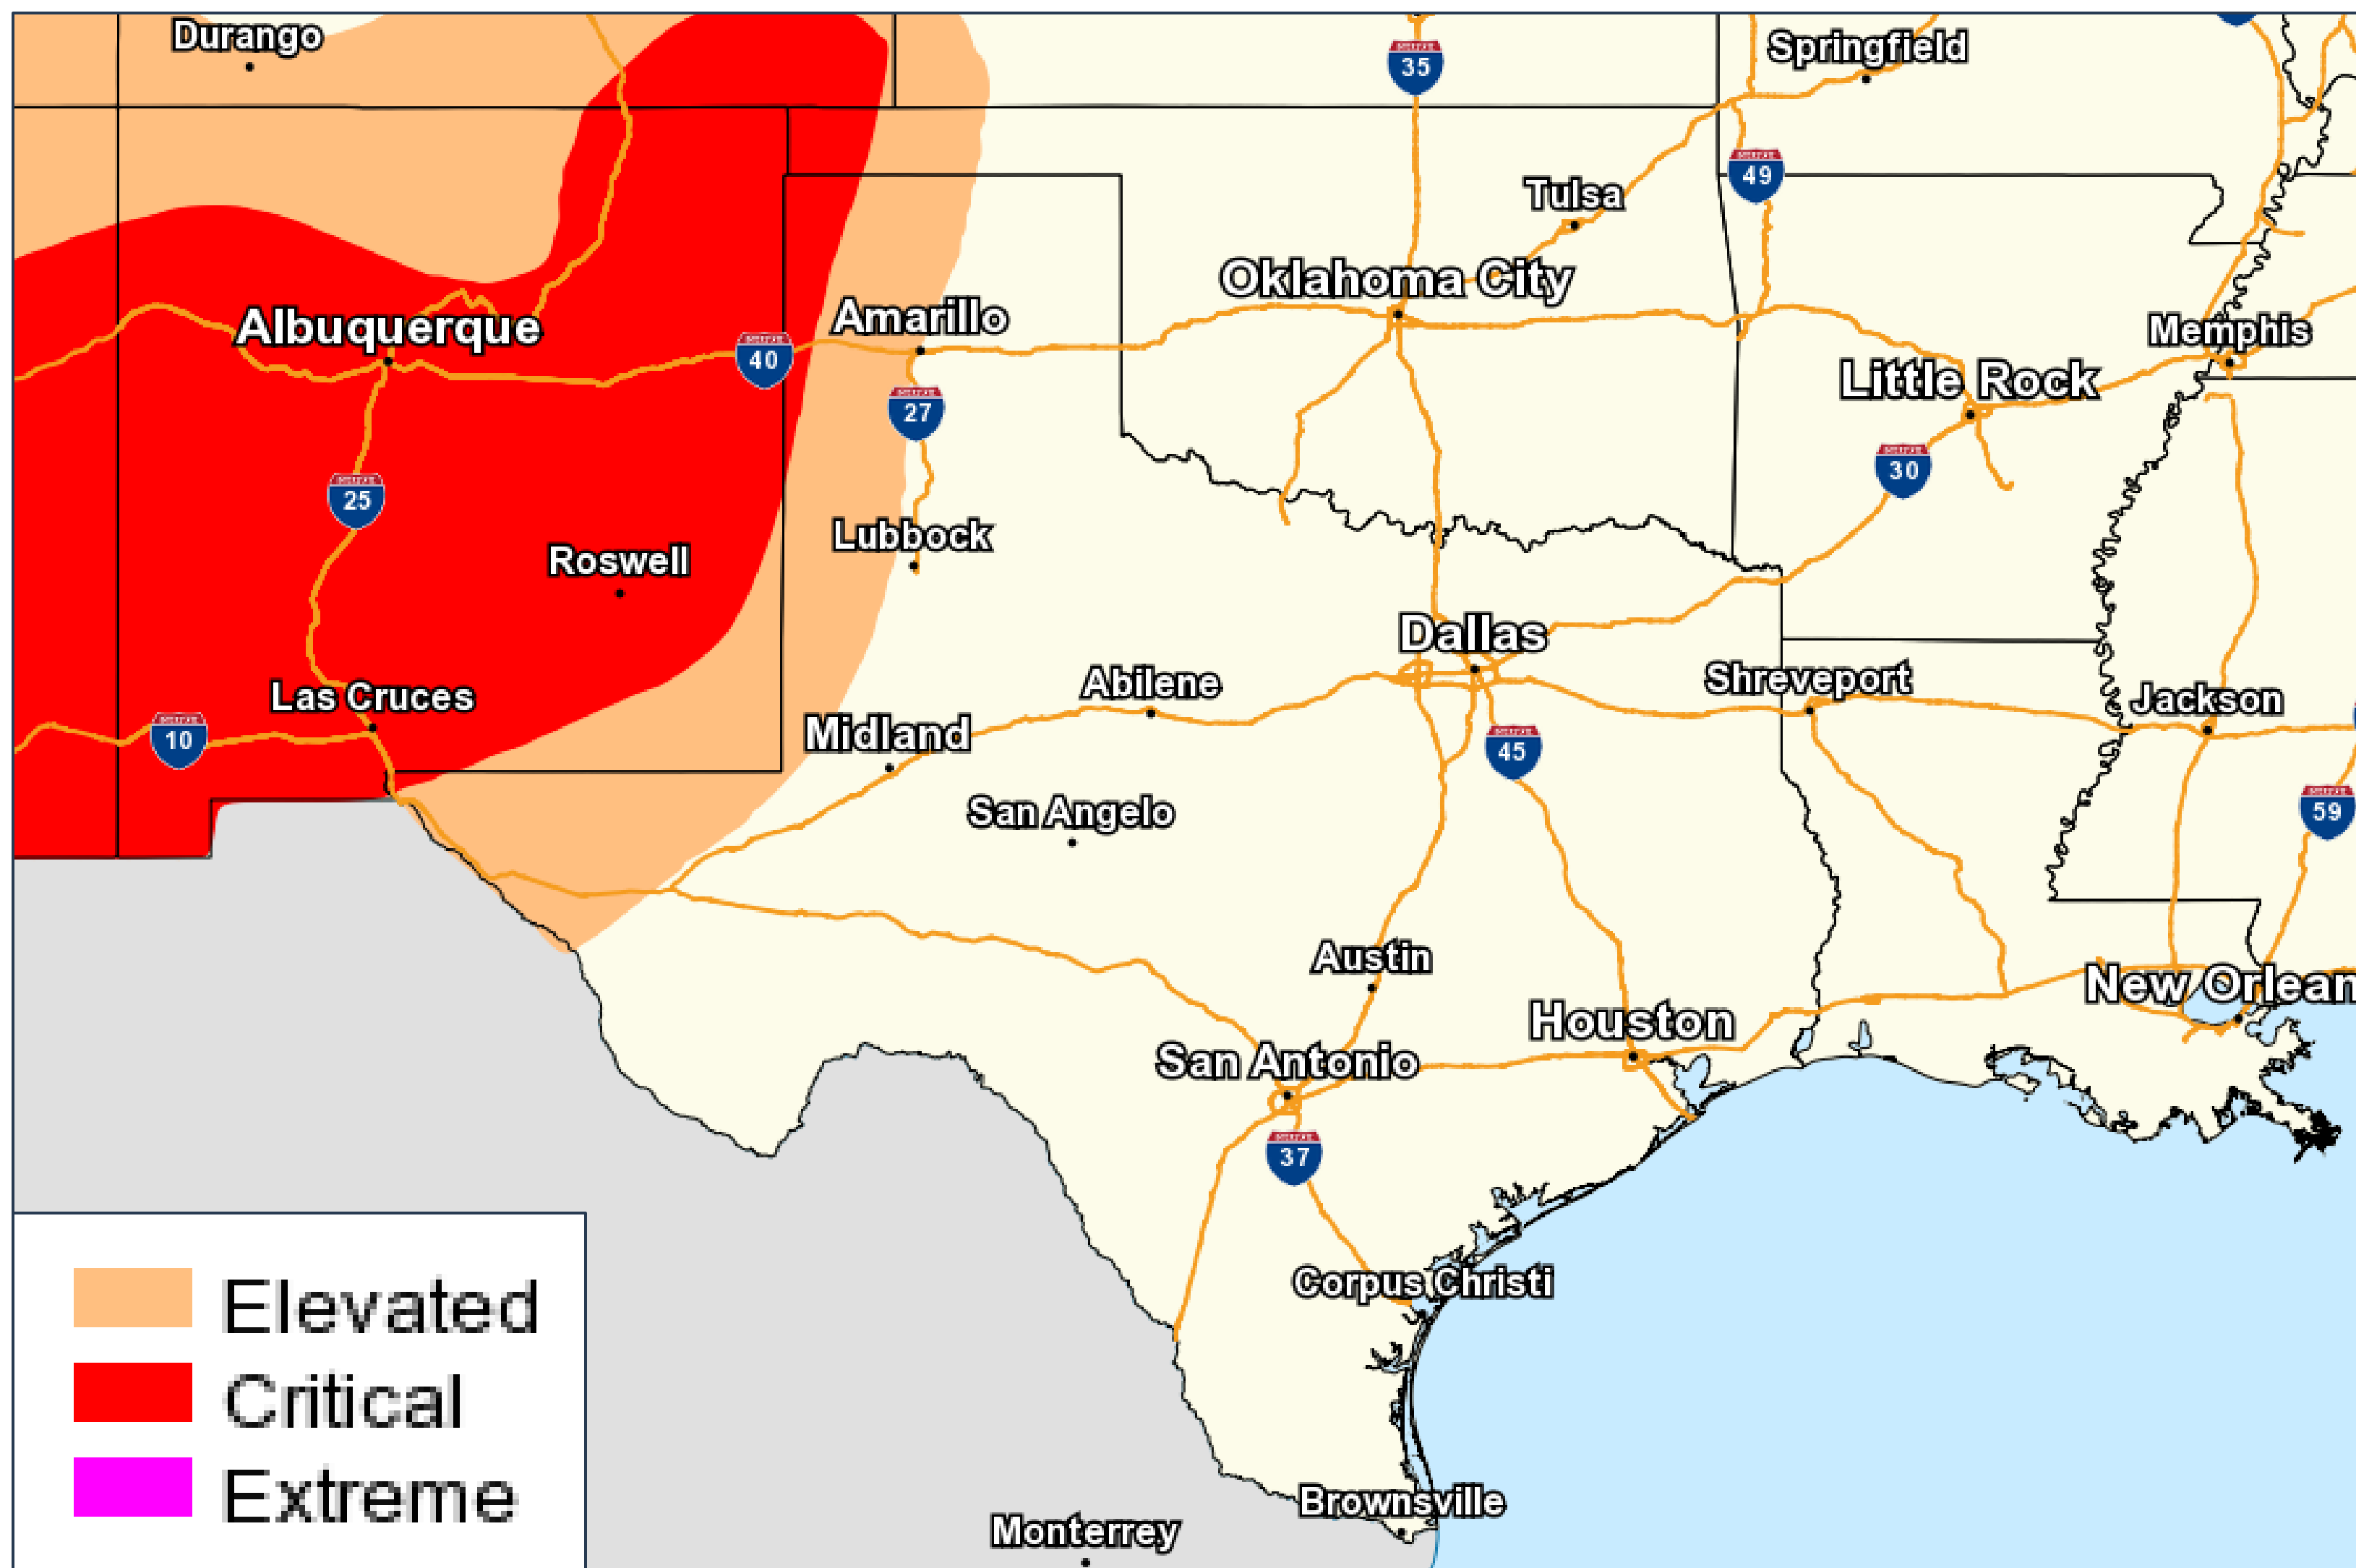 Durango
35
Springfield
49
Tulsa
Oklahoma City
Albuquerque
Amarillo
40
Memphis
Little Rock
27
30
25
Lubbock
Roswell
Dallas
Abilene
Shreveport
Las Cruces
Jackson
Midland
10
45
San Angelo
59
Austin
New Orlean
Houston
San Antonio
37
Corpus Christi
Elevated
Critical
Extreme
Brownsville
Monterrey